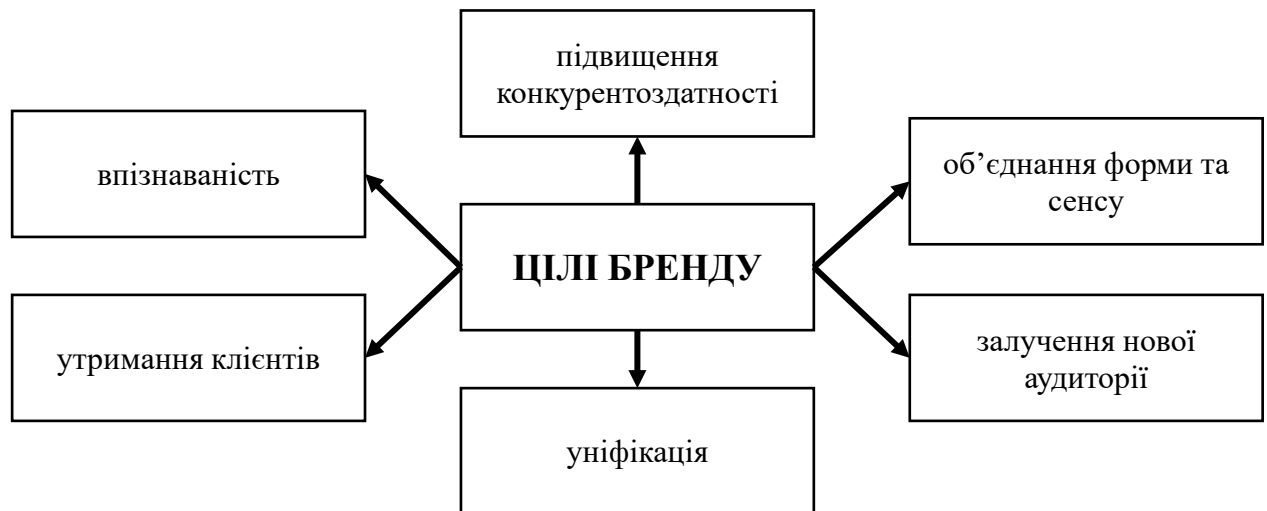 підвищення
конкурентоздатності
впізнаваність
об’єднання форми та
сенсу
ЦІЛІ БРЕНДУ
утримання клієнтів
залучення нової
аудиторії
уніфікація